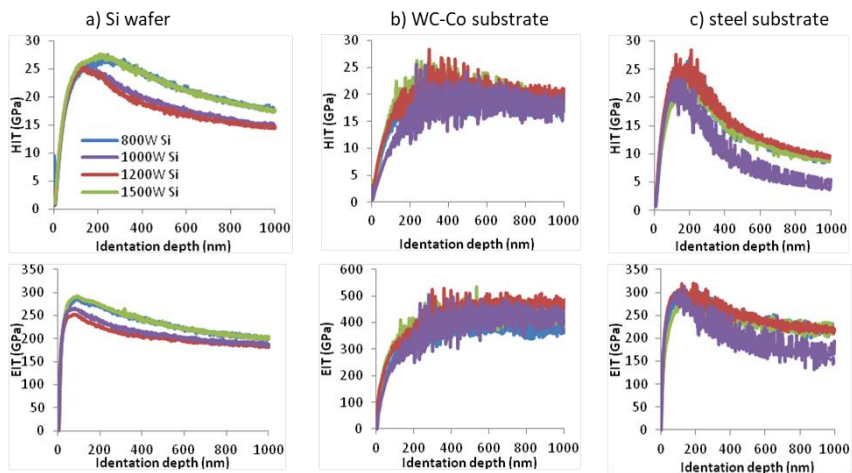 a) Si wafer
b) WC-Co substrate
c) steel substrate
HIT (GPa)
35
30
25
20
15
10
5
0
800W Si
1000W Si
1200W Si
1500W Si
0 200 400 600 800 1000
Identation depth (nm)
HIT (GPa)
35
30
25
20
15
10
5
0
0 200 400 600 800 1000
Identation depth (nm)
HIT (GPa)
35
30
25
20
15
10
5
0
0 200 400 600 800 1000
Identation depth (nm)
EIT (GPa)
350
300
250
200
150
100
50
0
0 200 400 600 800 1000
Identation depth (nm)
EIT (GPa)
600
500
400
300
200
100
0
0 200 400 600 800 1000
Identation depth (nm)
EIT (GPa)
350
300
250
200
150
100
50
0
0 200 400 600 800 1000
Identation depth (nm)